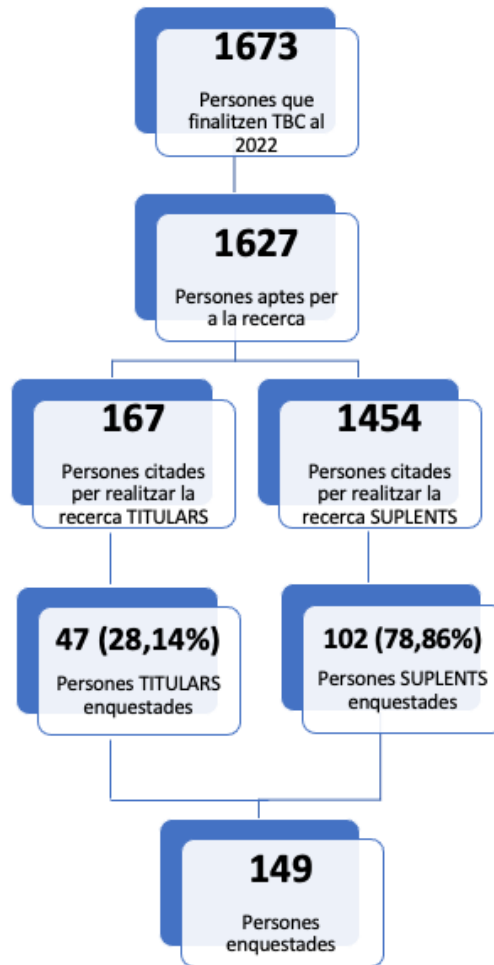 1673
Persones que
finalitzen TBC al
2022
1627
Persones aptes per
a la recerca
167
Persones citades
per realitzar la
recerca TITULARS
1454
Persones citades
per realitzar la
recerca SUPLENTS
47 (28,14%)
Persones TITULARS
enquestades
102 (78,86%)
Persones SUPLENTS
enquestades
149
Persones
enquestades